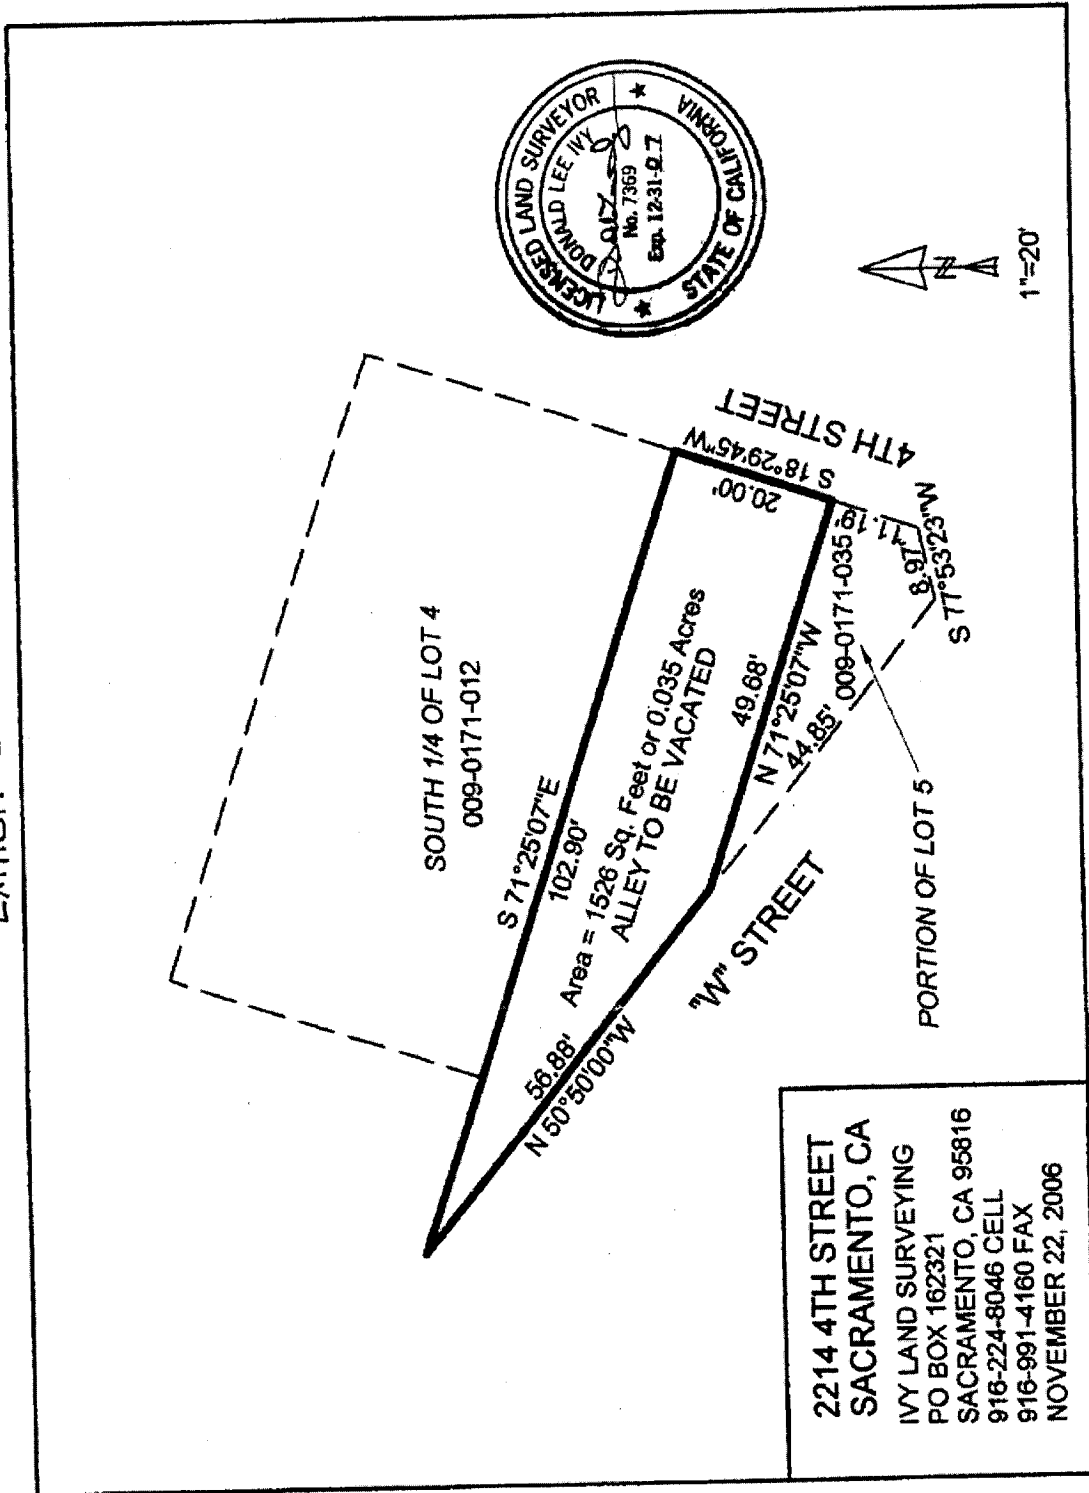 LICENSED LAND SURVEYOR
DONALD LEE IVY
No. 7369
Exp. 12-31-07
STATE OF CALIFORNIA
1"=20'
SOUTH 1/4 OF LOT 4
009-0171-012
S 71°25'07"E
102.90'
Area = 1526 Sq. Feet or 0.035 Acres
ALLEY TO BE VACATED
4TH STREET
S 18°29'45"W
20.00'
49.68'
N 71°25'07"W
56.88'
N 50°50'00"W
44.85'
009-0171-035
11.19'
8.97'
S 77°53'23"W
"W" STREET
PORTION OF LOT 5
2214 4TH STREET
SACRAMENTO, CA
IVY LAND SURVEYING
PO BOX 162321
SACRAMENTO, CA 95816
916-224-8046 CELL
916-991-4160 FAX
NOVEMBER 22, 2006